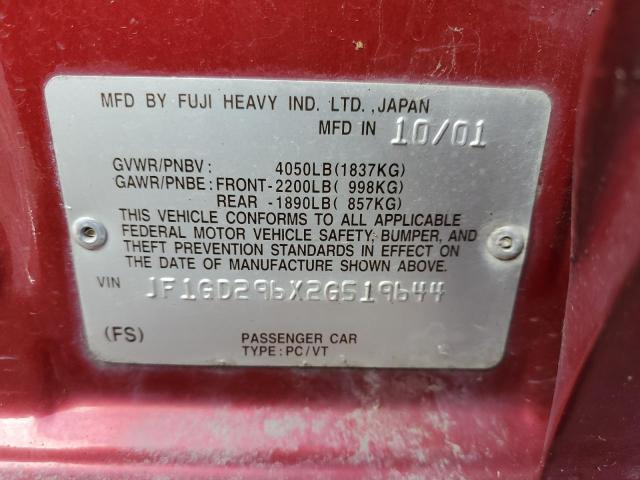 MFD BY FUJI HEAVY IND. LTD.,JAPAN
MFD IN 10/01
GVWR/PNBV: 4050LB(1837KG)
GAWR/PNBE: FRONT-2200LB( 998KG)
REAR -1890LB( 857KG)
THIS VEHICLE CONFORMS TO ALL APPLICABLE
FEDERAL MOTOR VEHICLE SAFETY, BUMPER, AND
THEFT PREVENTION STANDARDS IN EFFECT ON
THE DATE OF MANUFACTURE SHOWN ABOVE.
VIN JF1GD296X2G519644
(FS) PASSENGER CAR
TYPE:PC/VT